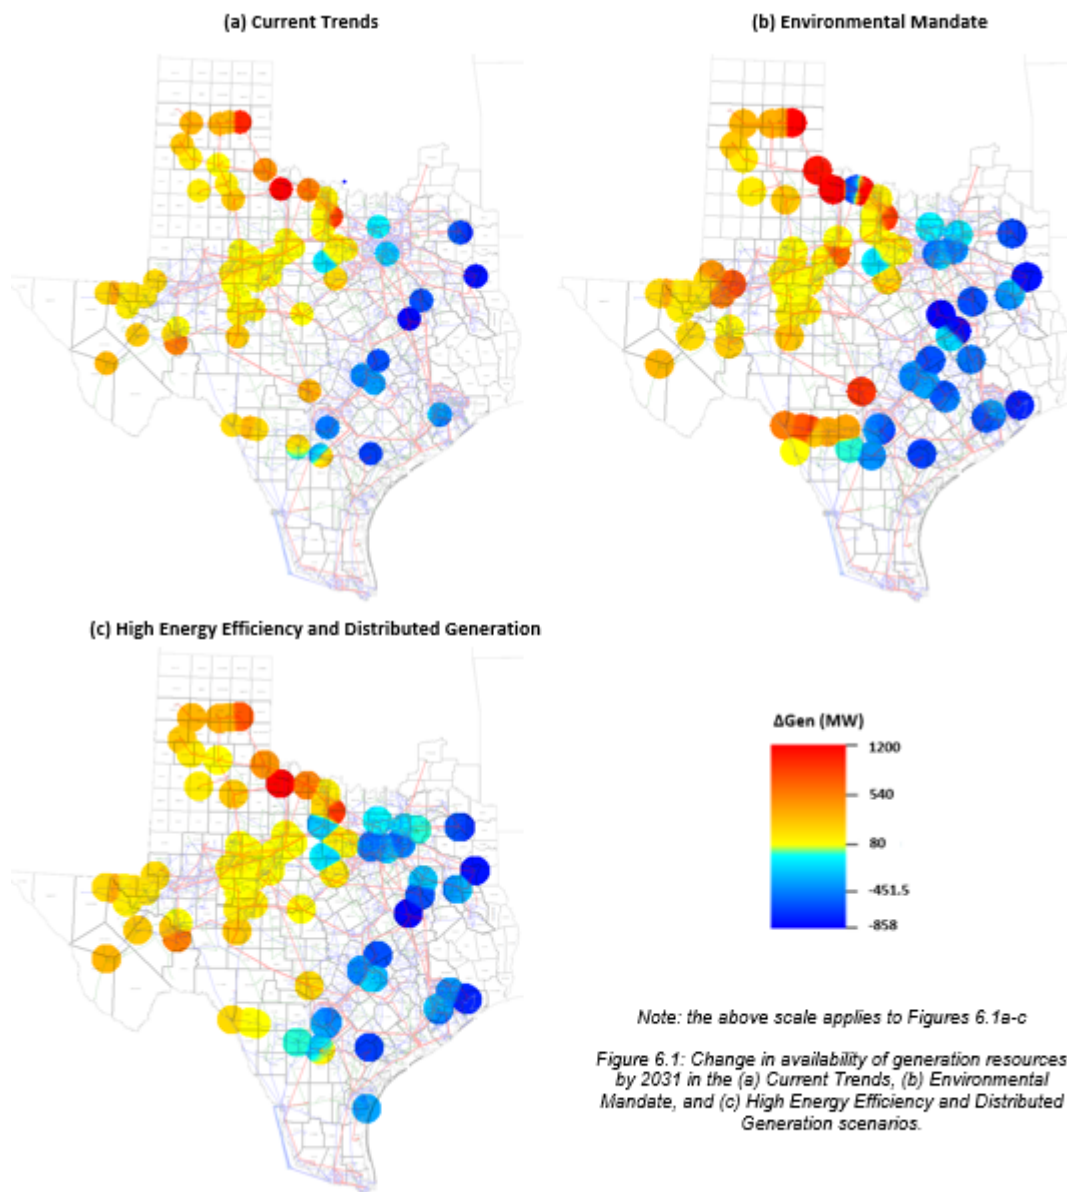 (a) Current Trends
(b) Environmental Mandate
(c) High Energy Efficiency and Distributed Generation
ΔGen (MW)
1200
540
80
-451.5
-858
Note: the above scale applies to Figures 6.1a-c
Figure 6.1: Change in availability of generation resources
by 2031 in the (a) Current Trends, (b) Environmental
Mandate, and (c) High Energy Efficiency and Distributed
Generation scenarios.